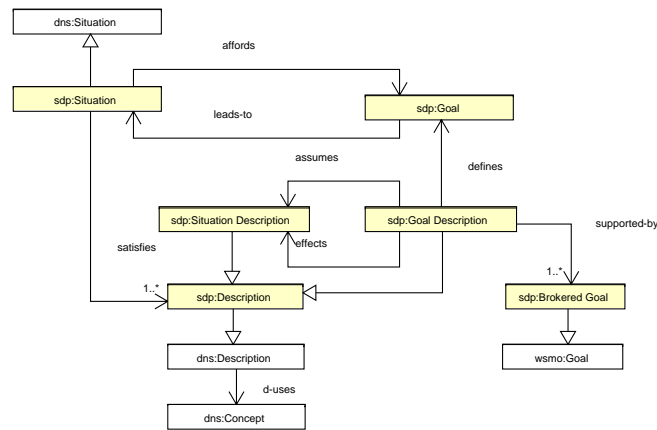 dns:Situation
affords
sdp:Situation
sdp:Goal
leads-to
assumes
defines
sdp:Situation Description
sdp:Goal Description
supported-by
satisfies
effects
1..*
1..*
sdp:Description
sdp:Brokered Goal
dns:Description
wsmo:Goal
d-uses
dns:Concept